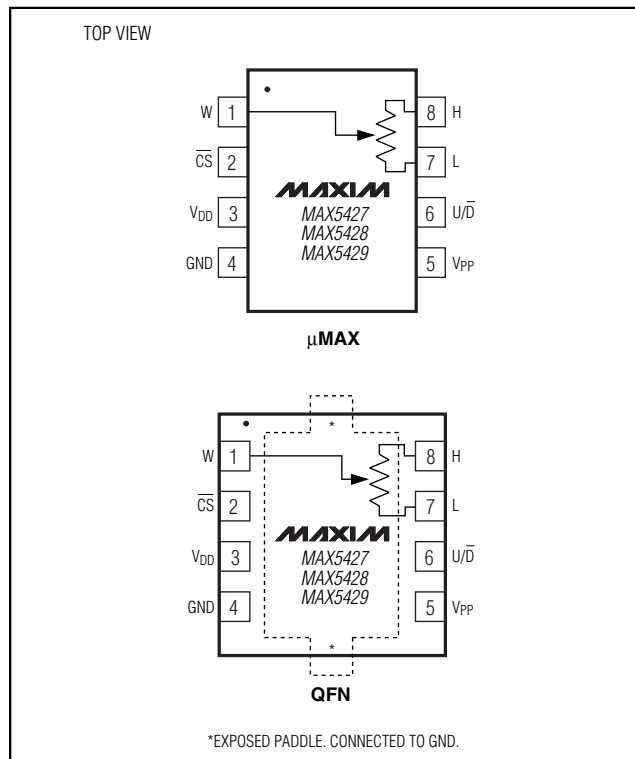 TOP VIEW
W 1 8 H
C̅S̅ 2 7 L
VDD 3 6 U/D̅
GND 4 5 VPP
MAXIM
MAX5427
MAX5428
MAX5429
µMAX
*
W 1 8 H
C̅S̅ 2 7 L
VDD 3 6 U/D̅
GND 4 5 VPP
MAXIM
MAX5427
MAX5428
MAX5429
*
QFN
*EXPOSED PADDLE. CONNECTED TO GND.